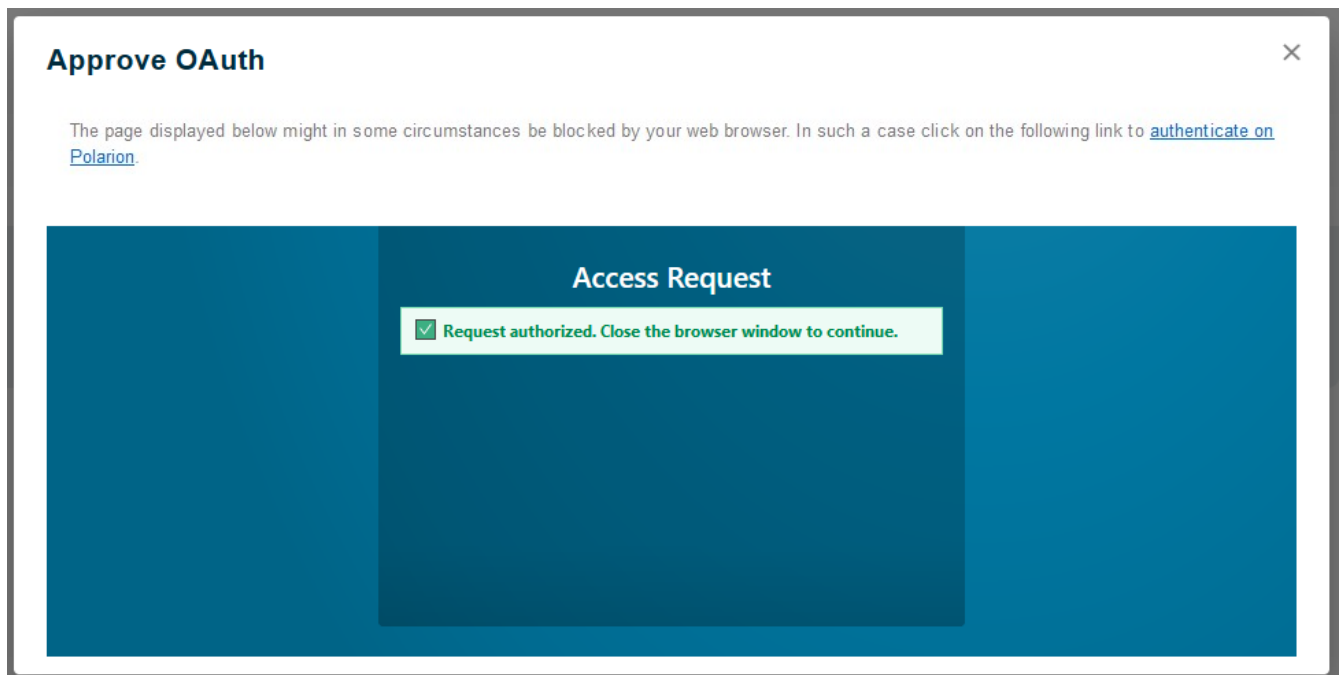 Approve OAuth
The page displayed below might in some circumstances be blocked by your web browser. In such a case click on the following link to authenticate on
Polarion.
Access Request
Request authorized. Close the browser window to continue.